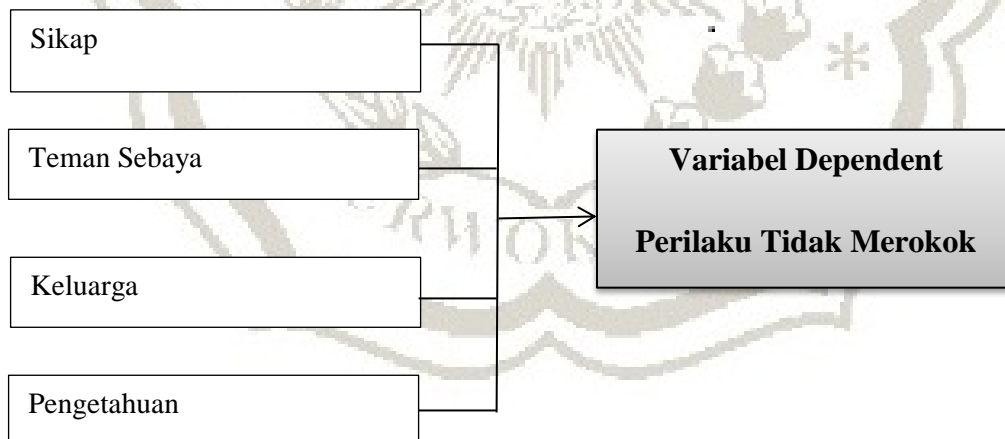 Sikap
Teman Sebaya
Keluarga
Pengetahuan
Variabel Dependent
Perilaku Tidak Merokok